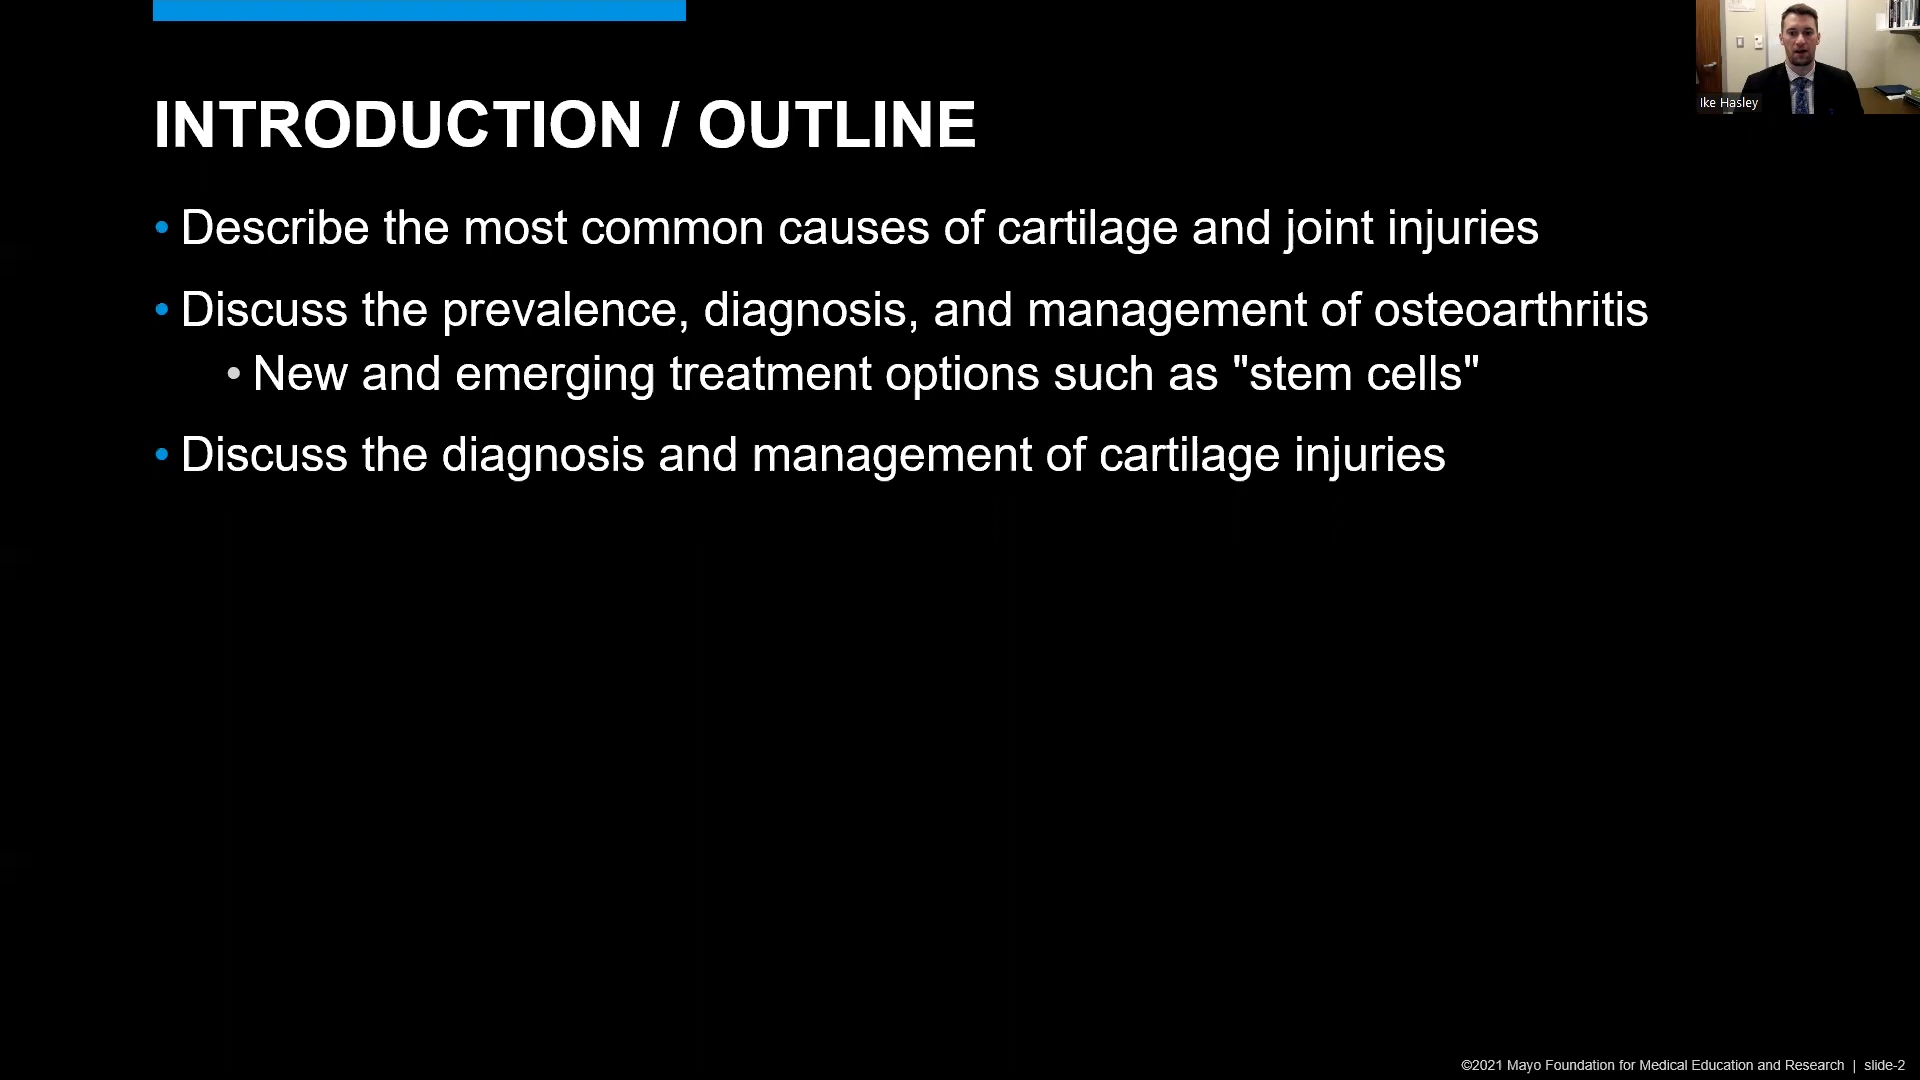 Ike Hasley
INTRODUCTION / OUTLINE
• Describe the most common causes of cartilage and joint injuries
• Discuss the prevalence, diagnosis, and management of osteoarthritis
• New and emerging treatment options such as "stem cells"
• Discuss the diagnosis and management of cartilage injuries
©2021 Mayo Foundation for Medical Education and Research | slide-2